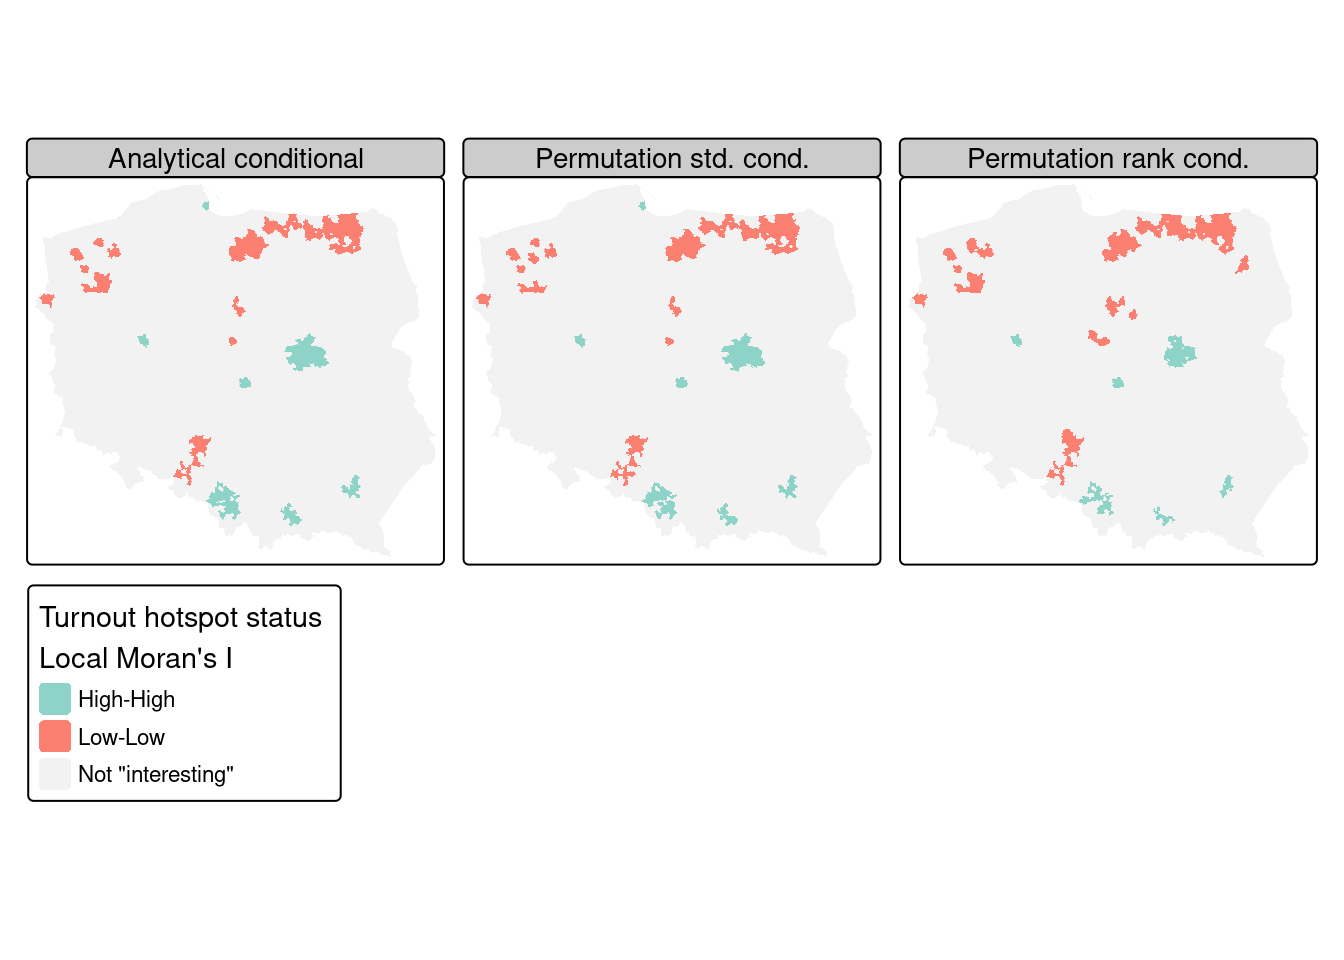 Analytical conditional
Permutation std. cond.
Permutation rank cond.
Turnout hotspot status
Local Moran's I
High-High
Low-Low
Not "interesting"